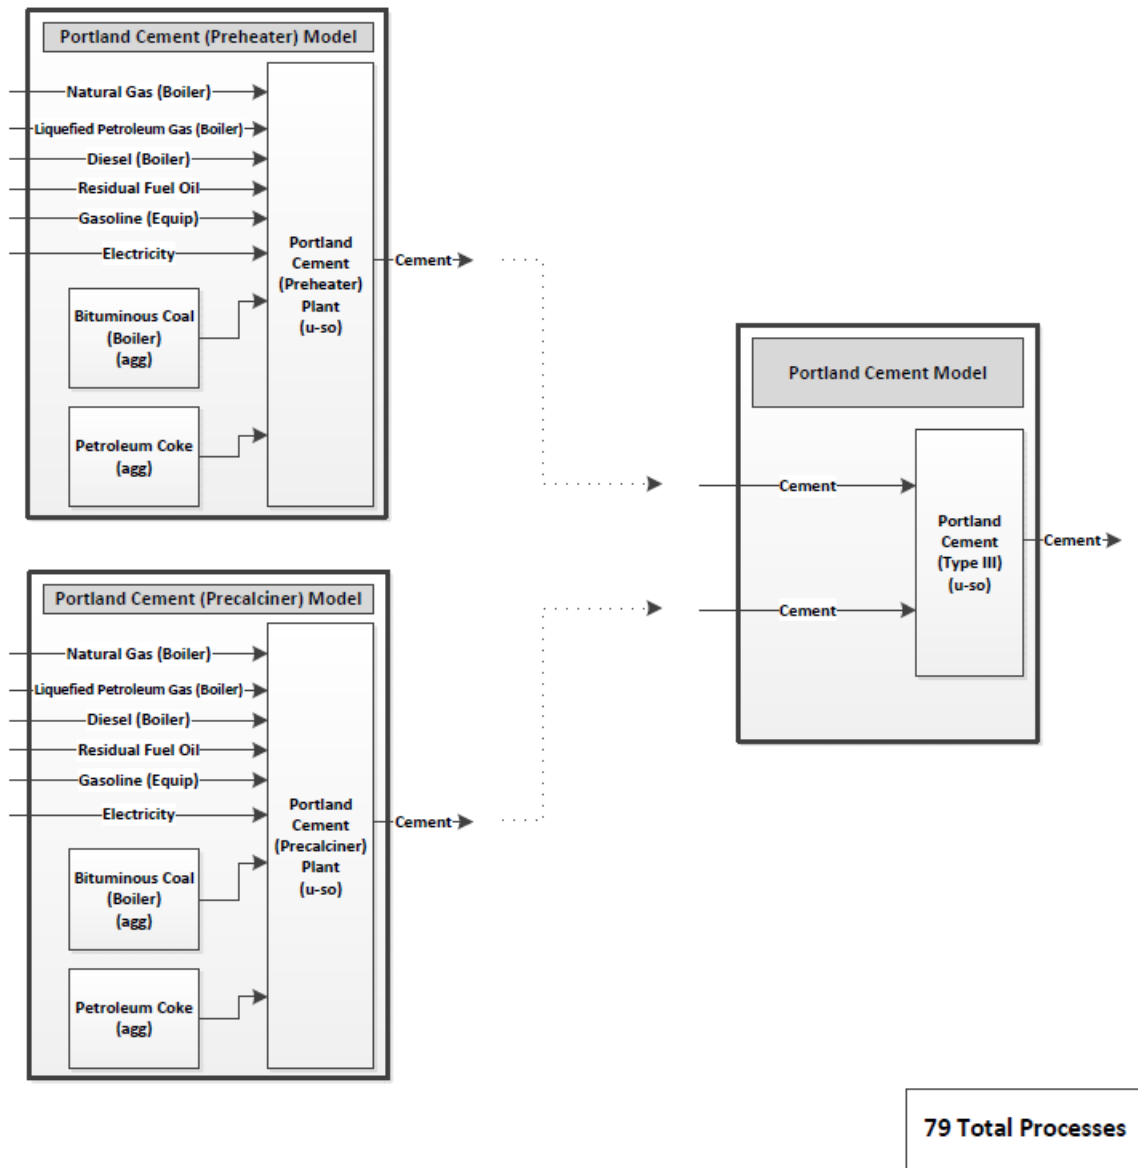 Portland Cement (Preheater) Model
Natural Gas (Boiler)
Liquefied Petroleum Gas (Boiler)
Diesel (Boiler)
Residual Fuel Oil
Gasoline (Equip)
Electricity
Bituminous Coal
(Boiler)
(agg)
Petroleum Coke
(agg)
Portland
Cement
(Preheater)
Plant
(u-so)
Cement
Portland Cement (Precalciner) Model
Natural Gas (Boiler)
Liquefied Petroleum Gas (Boiler)
Diesel (Boiler)
Residual Fuel Oil
Gasoline (Equip)
Electricity
Bituminous Coal
(Boiler)
(agg)
Petroleum Coke
(agg)
Portland
Cement
(Precalciner)
Plant
(u-so)
Cement
Portland Cement Model
Cement
Cement
Portland
Cement
(Type III)
(u-so)
Cement
79 Total Processes